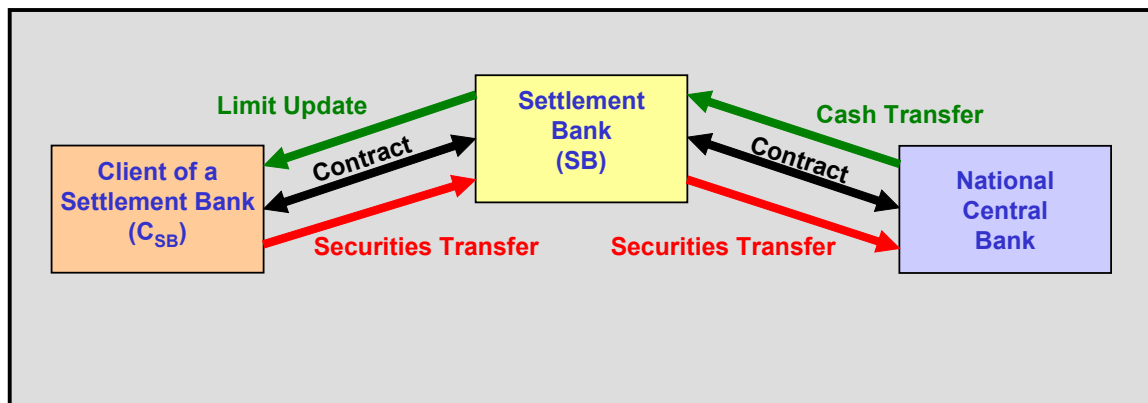 Limit Update
Contract
Client of a
Settlement Bank
(C_SB)
Securities Transfer
Settlement
Bank
(SB)
Cash Transfer
Contract
Securities Transfer
National
Central
Bank